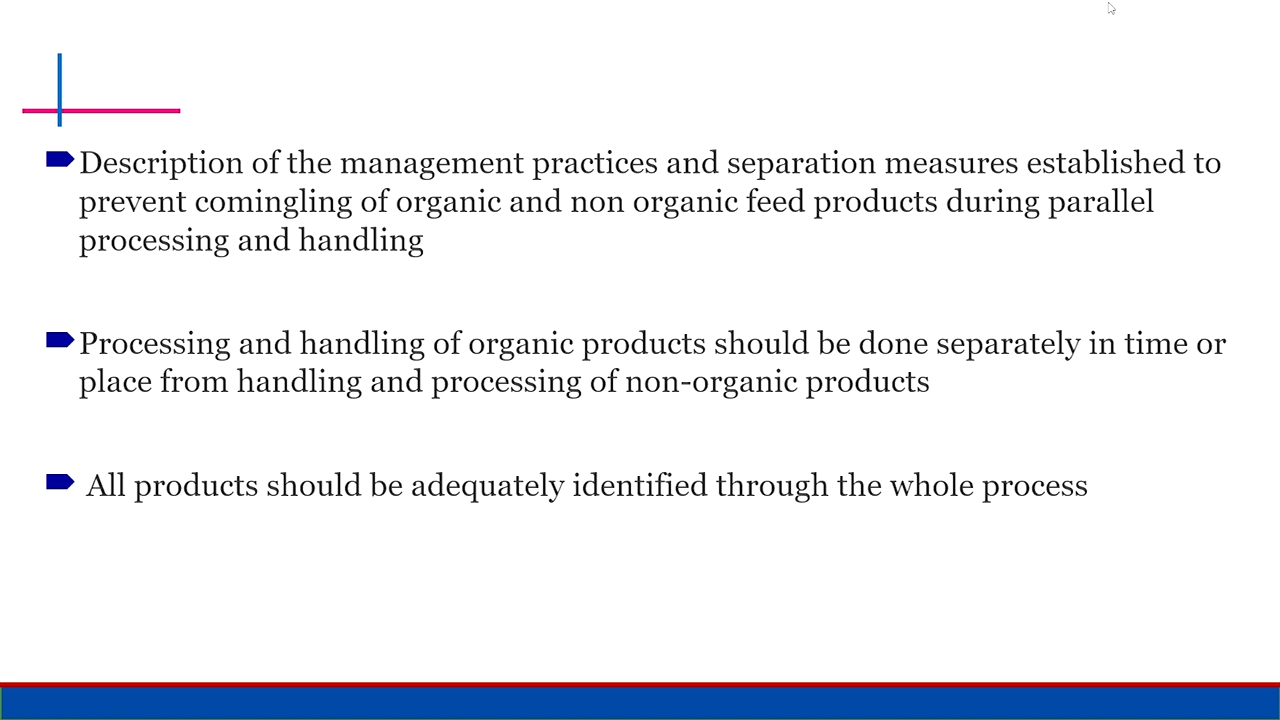 Description of the management practices and separation measures established to
prevent comingling of organic and non organic feed products during parallel
processing and handling
Processing and handling of organic products should be done separately in time or
place from handling and processing of non-organic products
All products should be adequately identified through the whole process